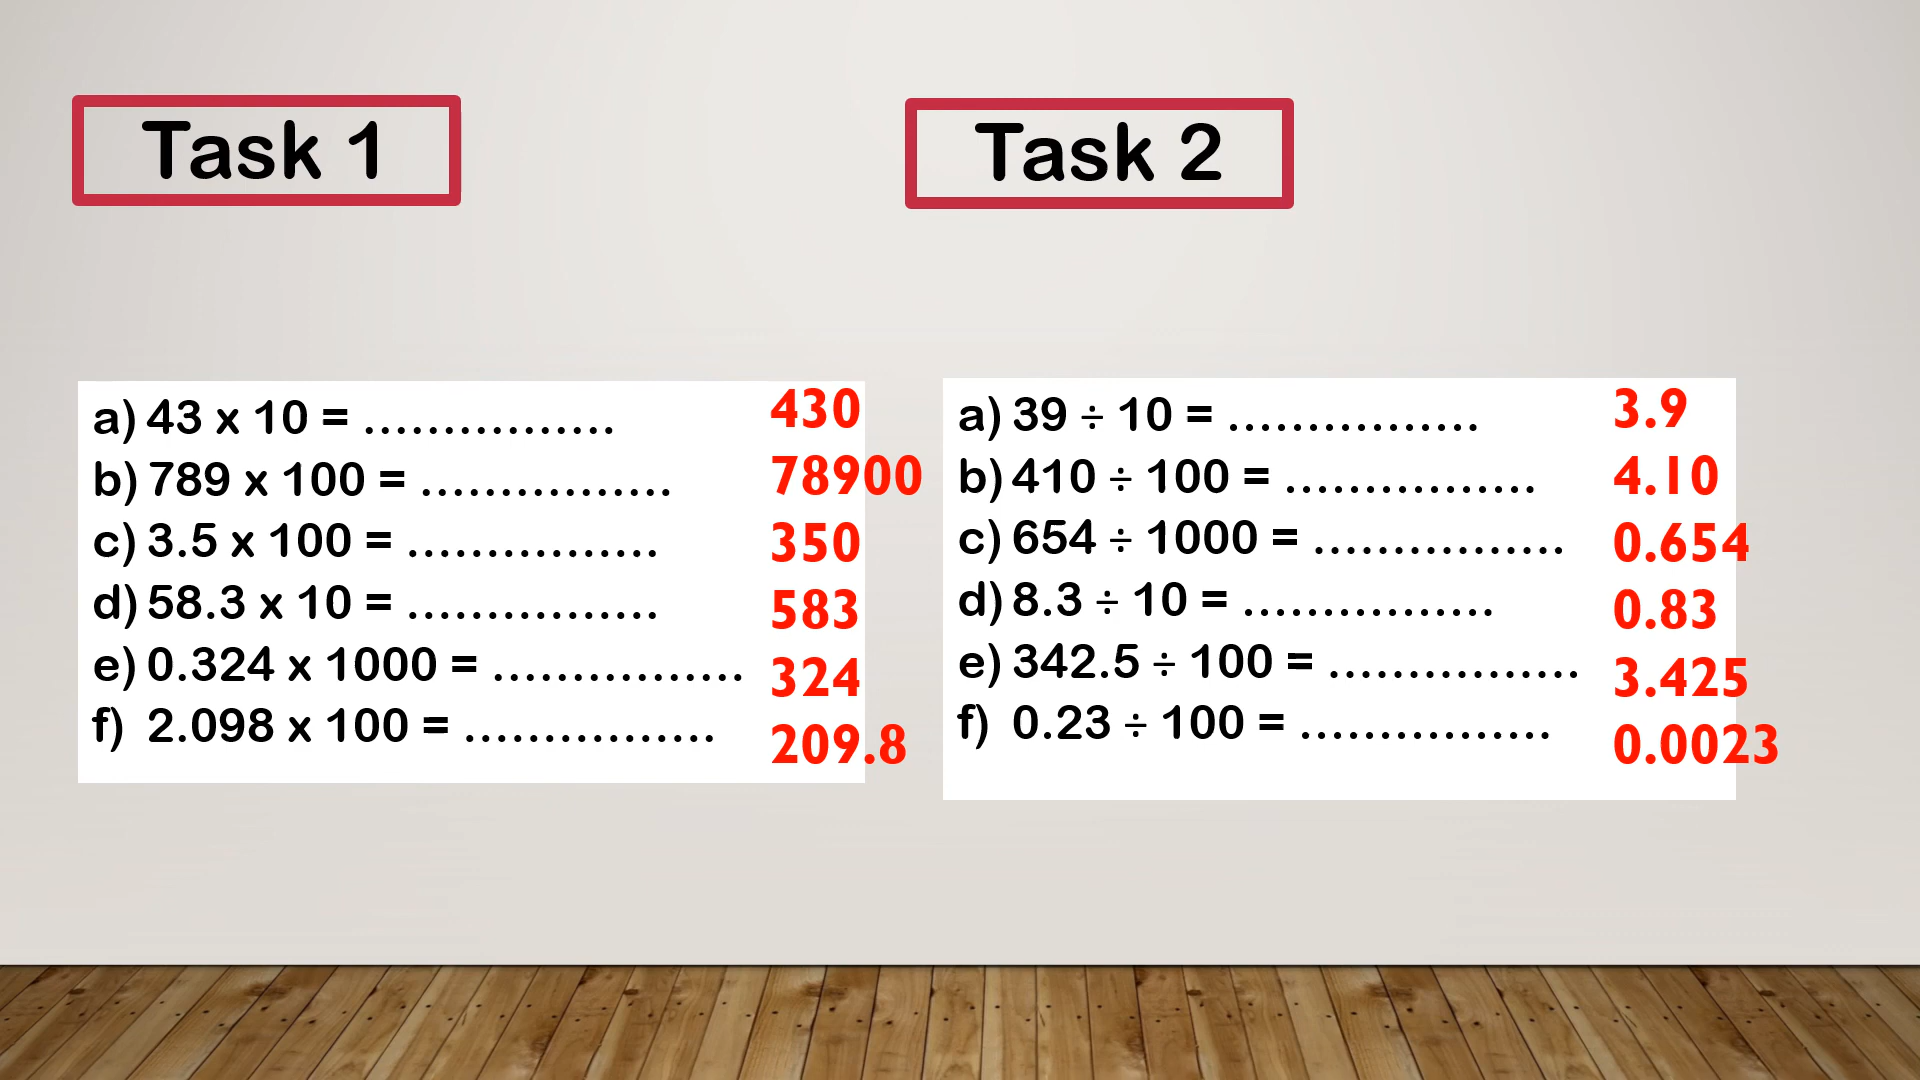 Task 1
a) 43 x 10 = ................ 430
b) 789 x 100 = ................ 78900
c) 3.5 x 100 = ................ 350
d) 58.3 x 10 = ................ 583
e) 0.324 x 1000 = ................ 324
f) 2.098 x 100 = ................ 209.8
Task 2
a) 39 ÷ 10 = ................ 3.9
b) 410 ÷ 100 = ................ 4.10
c) 654 ÷ 1000 = ................ 0.654
d) 8.3 ÷ 10 = ................ 0.83
e) 342.5 ÷ 100 = ................ 3.425
f) 0.23 ÷ 100 = ................ 0.0023